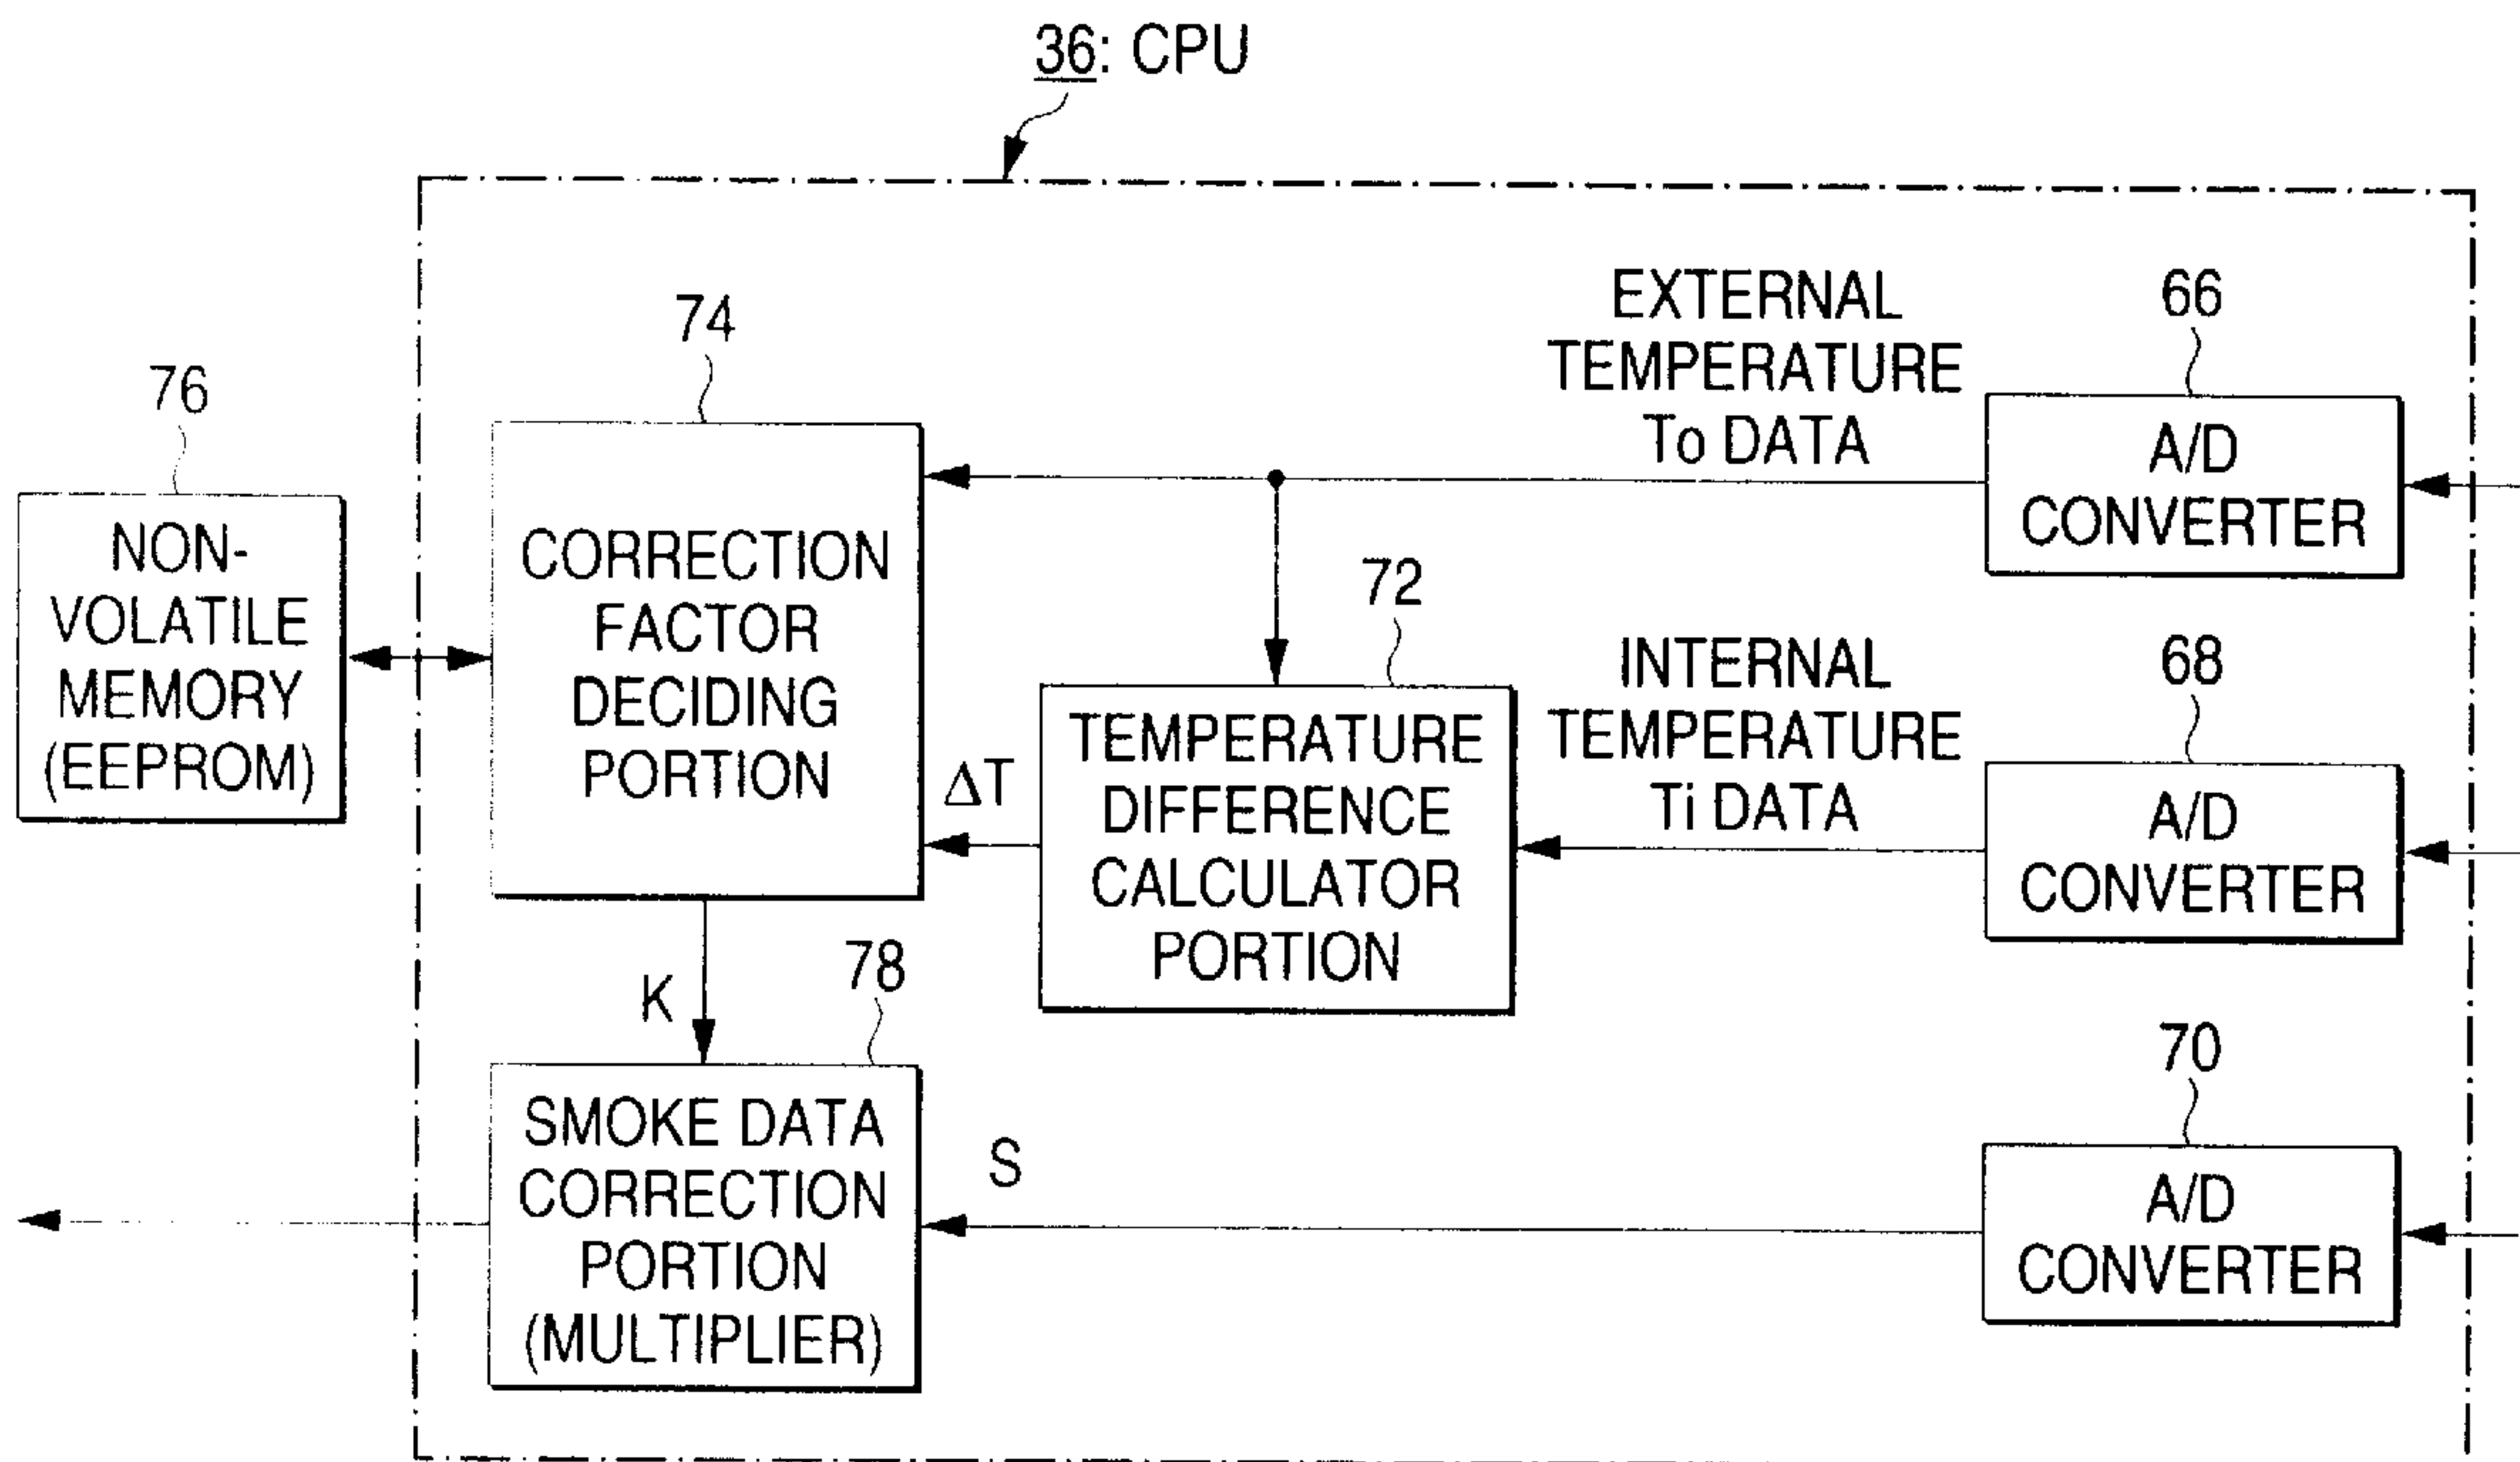 36: CPU
76
NON-
VOLATILE
MEMORY
(EEPROM)
74
CORRECTION
FACTOR
DECIDING
PORTION
EXTERNAL
TEMPERATURE
To DATA
66
A/D
CONVERTER
72
TEMPERATURE
DIFFERENCE
CALCULATOR
PORTION
ΔT
INTERNAL
TEMPERATURE
Ti DATA
68
A/D
CONVERTER
K
78
SMOKE DATA
CORRECTION
PORTION
(MULTIPLIER)
S
70
A/D
CONVERTER